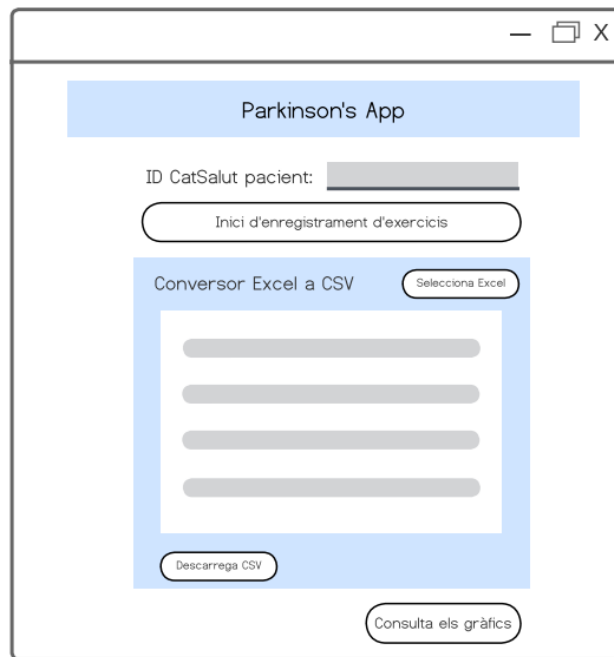 X
Parkinson's App
ID CatSalut pacient:
Inici d'enregistrament d'exercicis
Conversor Excel a CSV
Selecciona Excel
Descarrega CSV
Consulta els gràfics